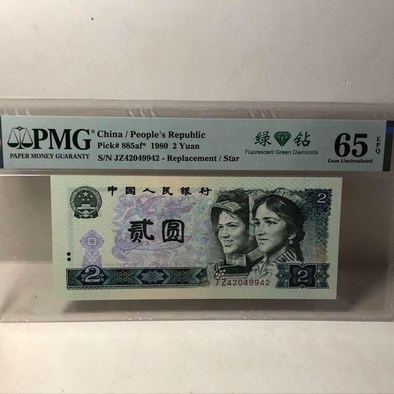 PMG
PAPER MONEY GUARANTY
China / People's Republic
Pick# 885af* 1980 2 Yuan
S/N JZ42049942 - Replacement / Star
绿 钻
Fluorescent Green Diamonds
65 EPQ
Gem Uncirculated
中国人民银行
2
贰圆
2
2
JZ42049942